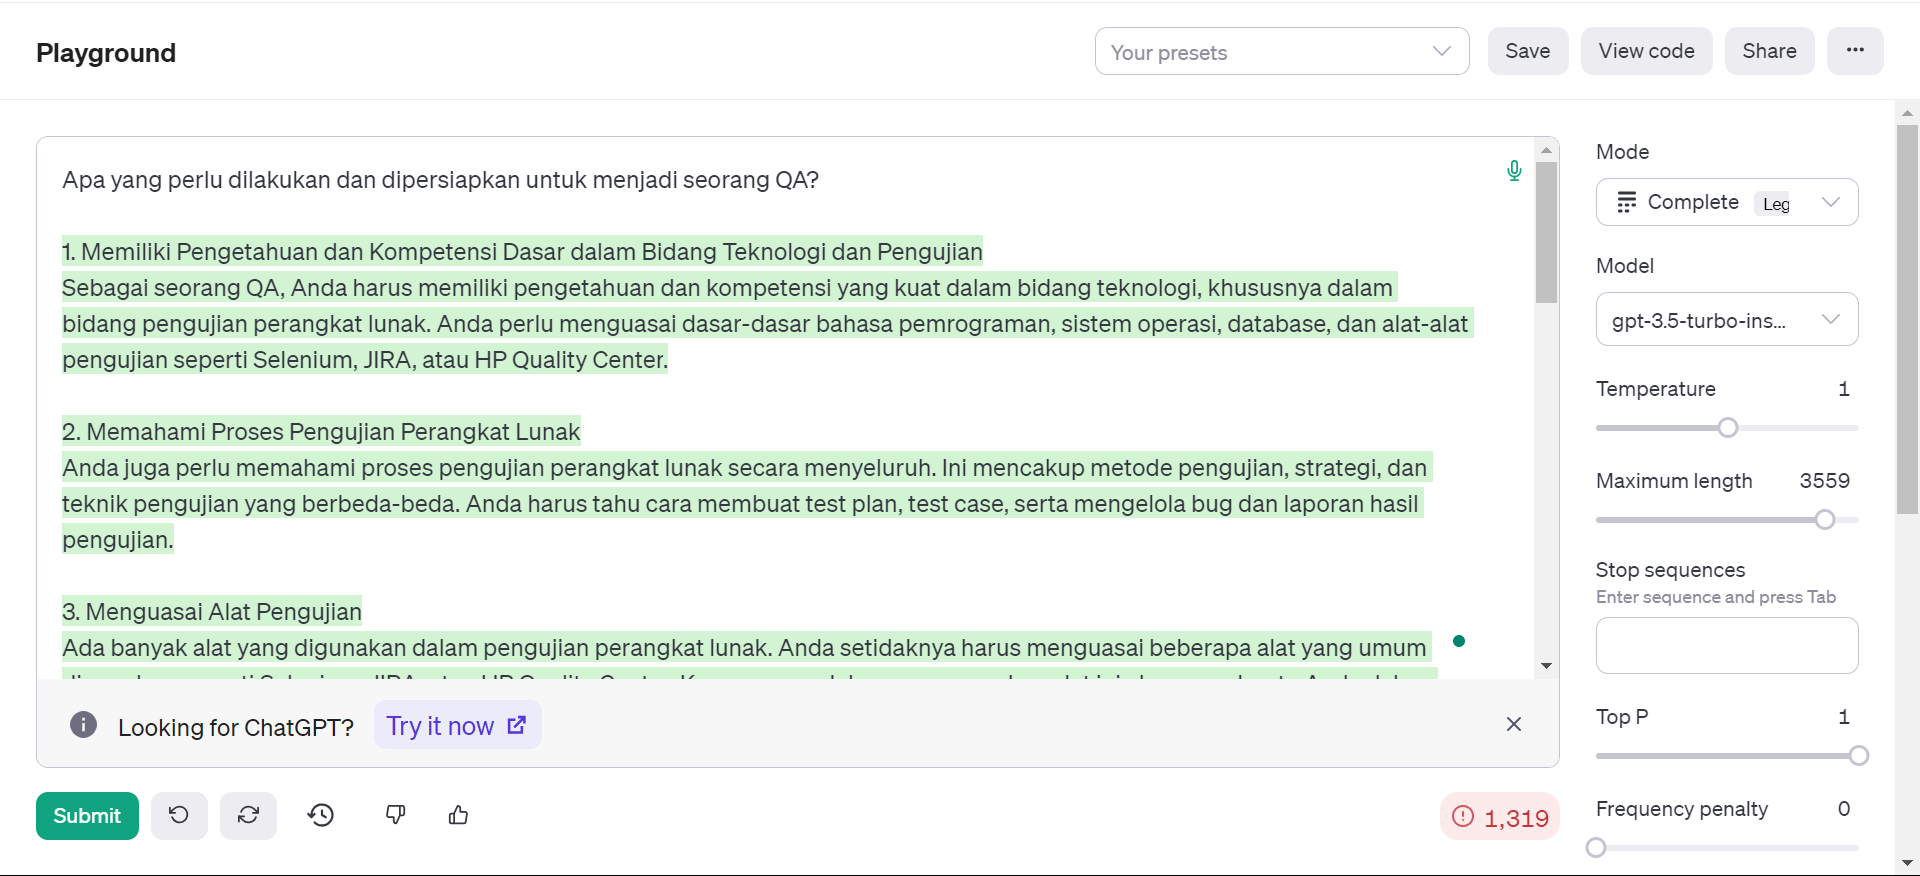 Playground
Your presets
Save
View code
Share
Apa yang perlu dilakukan dan dipersiapkan untuk menjadi seorang QA?
1. Memiliki Pengetahuan dan Kompetensi Dasar dalam Bidang Teknologi dan Pengujian
Sebagai seorang QA, Anda harus memiliki pengetahuan dan kompetensi yang kuat dalam bidang teknologi, khususnya dalam
bidang pengujian perangkat lunak. Anda perlu menguasai dasar-dasar bahasa pemrograman, sistem operasi, database, dan alat-alat
pengujian seperti Selenium, JIRA, atau HP Quality Center.
2. Memahami Proses Pengujian Perangkat Lunak
Anda juga perlu memahami proses pengujian perangkat lunak secara menyeluruh. Ini mencakup metode pengujian, strategi, dan
teknik pengujian yang berbeda-beda. Anda harus tahu cara membuat test plan, test case, serta mengelola bug dan laporan hasil
pengujian.
3. Menguasai Alat Pengujian
Ada banyak alat yang digunakan dalam pengujian perangkat lunak. Anda setidaknya harus menguasai beberapa alat yang umum
Looking for ChatGPT?
Try it now
Submit
1,319
Mode
Complete Leg
Model
gpt-3.5-turbo-ins...
Temperature 1
Maximum length 3559
Stop sequences
Enter sequence and press Tab
Top P 1
Frequency penalty 0